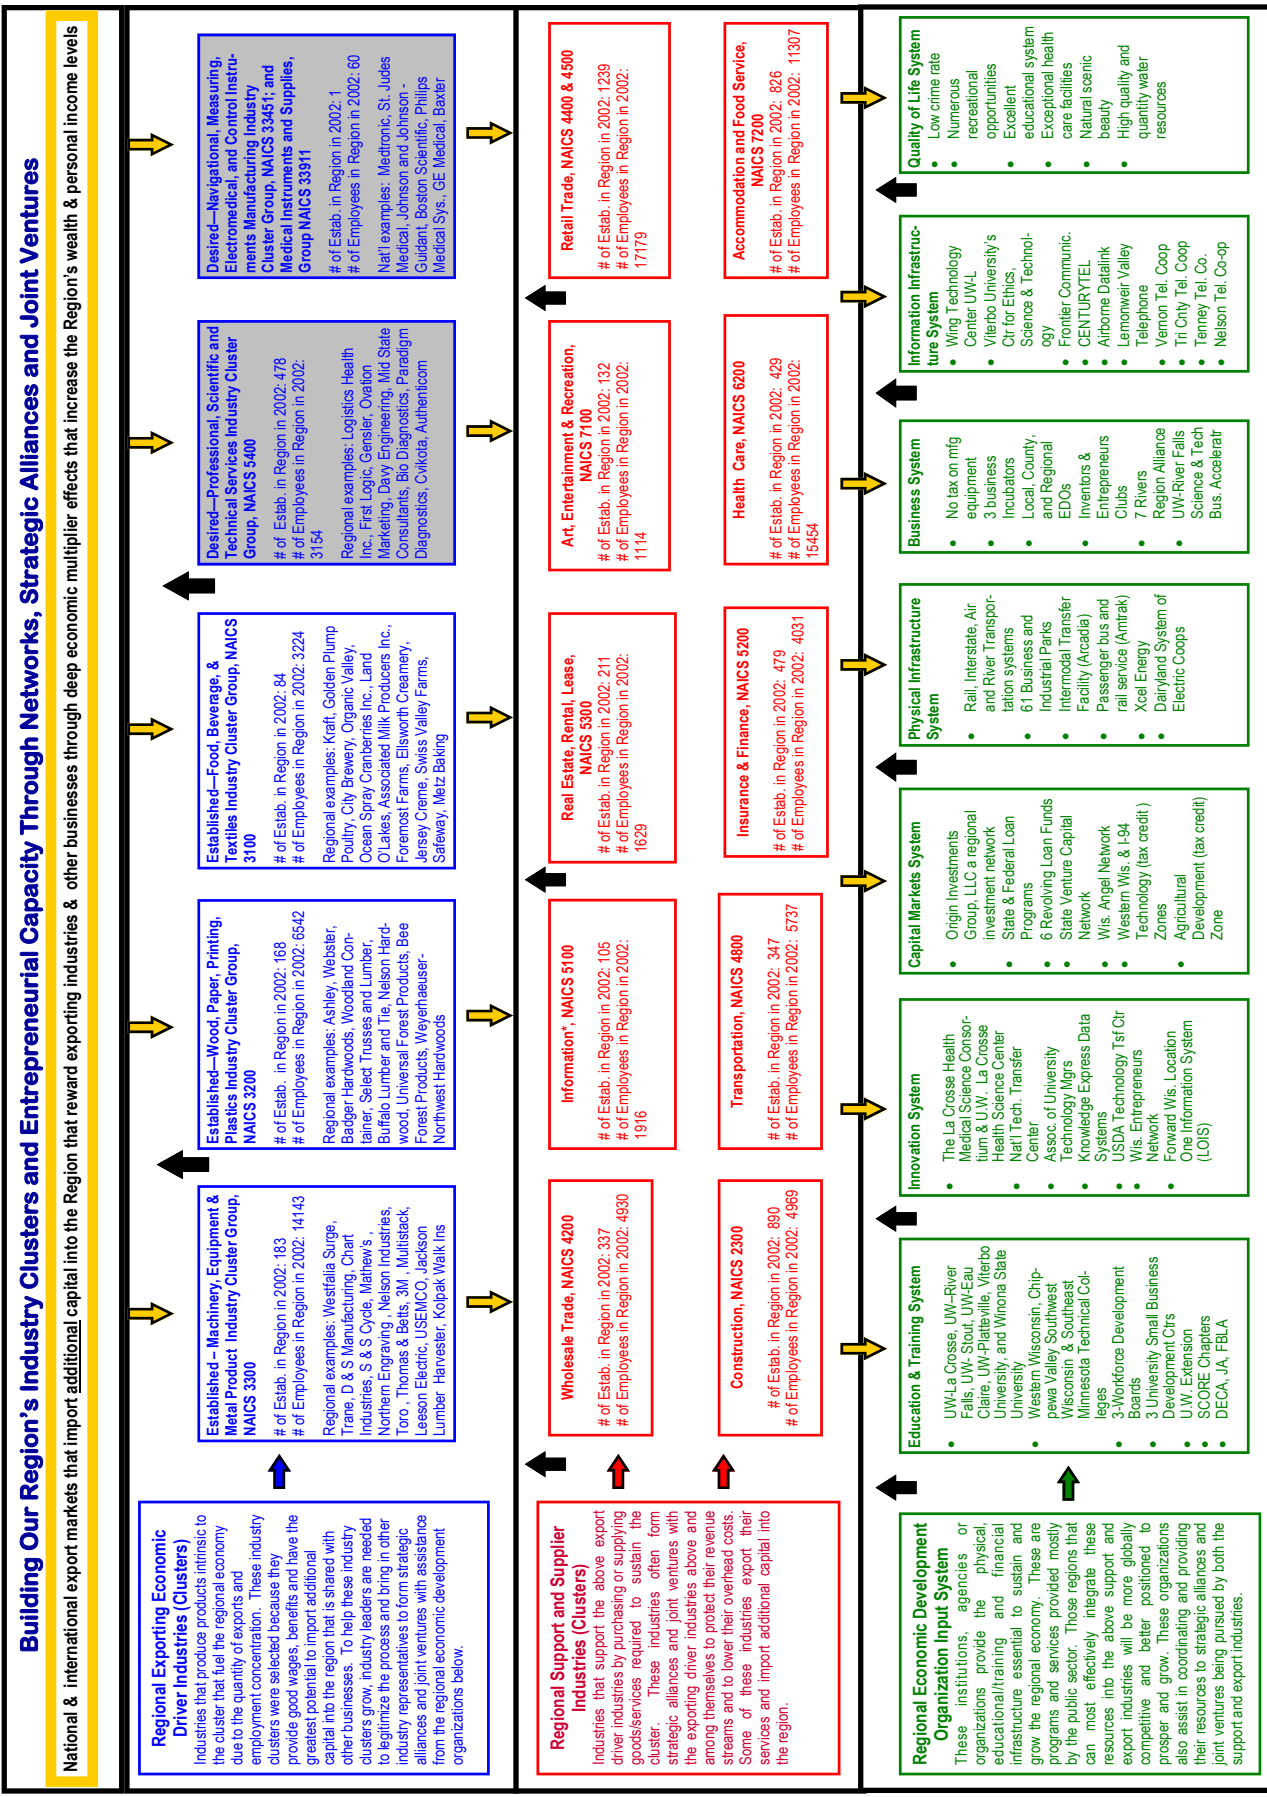 Building Our Region's Industry Clusters and Entrepreneurial Capacity Through Networks, Strategic Alliances and Joint Ventures
National & international export markets that import additional capital into the Region that reward exporting industries & other businesses through deep economic multiplier effects that increase the Region's wealth & personal income levels
Regional Exporting Economic
Driver Industries (Clusters)
Industries that produce products intrinsic to
the cluster that fuel the regional economy
due to the quantity of exports and
employment concentration. These industry
clusters were selected because they
provide good wages, benefits and have the
greatest potential to import additional
capital into the region that is shared with
other businesses. To help these industry
clusters grow, industry leaders are needed
to legitimize the process and bring in other
industry representatives to form strategic
alliances and joint ventures with assistance
from the regional economic development
organizations below.
Established – Machinery, Equipment &
Metal Product Industry Cluster Group,
NAICS 3300
# of Estab. in Region in 2002: 183
# of Employees in Region in 2002: 14143
Regional examples: Westfalia Surge,
Trane, D & S Manufacturing, Chart
Industries, S & S Cycle, Mathew's ,
Northern Engraving , Nelson Industries,
Toro , Thomas & Betts, 3M , Multistack,
Leeson Electric, USEMCO, Jackson
Lumber Harvester, Kolpak Walk Ins
Established—Wood, Paper, Printing,
Plastics Industry Cluster Group,
NAICS 3200
# of Estab. in Region in 2002: 168
# of Employees in Region in 2002: 6542
Regional examples: Ashley, Webster,
Badger Hardwoods, Woodland Con-
tainer, Select Trusses and Lumber,
Buffalo Lumber and Tie, Nelson Hard-
wood, Universal Forest Products, Bee
Forest Products, Weyerhaeuser-
Northwest Hardwoods
Established—Food, Beverage, &
Textiles Industry Cluster Group, NAICS
3100
# of Estab. in Region in 2002: 84
# of Employees in Region in 2002: 3224
Regional examples: Kraft, Golden Plump
Poultry, City Brewery, Organic Valley,
Ocean Spray Cranberries Inc., Land
O'Lakes, Associated Milk Producers Inc.,
Foremost Farms, Ellsworth Creamery,
Jersey Creme, Swiss Valley Farms,
Safeway, Metz Baking
Desired—Professional, Scientific and
Technical Services Industry Cluster
Group, NAICS 5400
# of Estab. in Region in 2002: 478
# of Employees in Region in 2002:
3154
Regional examples: Logistics Health
Inc., First Logic, Gensler, Ovation
Marketing, Davy Engineering, Mid State
Consultants, Bio Diagnostics, Paradigm
Diagnostics, Cvikota, Authenticom
Desired—Navigational, Measuring,
Electromedical, and Control Instru-
ments Manufacturing Industry
Cluster Group, NAICS 33451; and
Medical Instruments and Supplies,
Group NAICS 33911
# of Estab. in Region in 2002: 1
# of Employees in Region in 2002: 60
Nat'l examples: Medtronic, St. Judes
Medical, Johnson and Johnson -
Guidant, Boston Scientific, Philips
Medical Sys., GE Medical, Baxter
Regional Support and Supplier
Industries (Clusters)
Industries that support the above export
driver industries by purchasing or supplying
goods/services required to sustain the
cluster. These industries often form
strategic alliances and joint ventures with
the exporting driver industries above and
among themselves to protect their revenue
streams and to lower their overhead costs.
Some of these industries export their
services and import additional capital into
the region.
Wholesale Trade, NAICS 4200
# of Estab. in Region in 2002: 337
# of Employees in Region in 2002: 4930
Information*, NAICS 5100
# of Estab. in Region in 2002: 105
# of Employees in Region in 2002:
1916
Real Estate, Rental, Lease,
NAICS 5300
# of Estab. in Region in 2002: 211
# of Employees in Region in 2002:
1629
Art, Entertainment & Recreation,
NAICS 7100
# of Estab. in Region in 2002: 132
# of Employees in Region in 2002:
1114
Retail Trade, NAICS 4400 & 4500
# of Estab. in Region in 2002: 1239
# of Employees in Region in 2002:
17179
Construction, NAICS 2300
# of Estab. in Region in 2002: 890
# of Employees in Region in 2002: 4969
Transportation, NAICS 4800
# of Estab. in Region in 2002: 347
# of Employees in Region in 2002: 5737
Insurance & Finance, NAICS 5200
# of Estab. in Region in 2002: 479
# of Employees in Region in 2002: 4031
Health Care, NAICS 6200
# of Estab. in Region in 2002: 429
# of Employees in Region in 2002:
15454
Accommodation and Food Service,
NAICS 7200
# of Estab. in Region in 2002: 826
# of Employees in Region in 2002: 11307
Regional Economic Development
Organization Input System
These institutions, agencies or
organizations provide the physical,
educational/training and financial
infrastructure essential to sustain and
grow the regional economy. These are
programs and services provided mostly
by the public sector. Those regions that
can most effectively integrate these
resources into the above support and
export industries will be more globally
competitive and better positioned to
prosper and grow. These organizations
also assist in coordinating and providing
their resources to strategic alliances and
joint ventures being pursued by both the
support and export industries.
Education & Training System
• UW-La Crosse, UW–River
Falls, UW- Stout, UW-Eau
Claire, UW-Platteville, Viterbo
University, and Winona State
University
• Western Wisconsin, Chip-
pewa Valley Southwest
Wisconsin & Southeast
Minnesota Technical Col-
leges
• 3-Workforce Development
Boards
• 3 University Small Business
Development Ctrs
• U.W. Extension
• SCORE Chapters
• DECA, JA, FBLA
Innovation System
• The La Crosse Health
Medical Science Consor-
tium & U.W. La Crosse
Health Science Center
• Nat'l Tech. Transfer
Center
• Assoc. of University
Technology Mgrs
• Knowledge Express Data
Systems
• USDA Technology Tsf Ctr
• Wis. Entrepreneurs
Network
• Forward Wis. Location
One Information System
(LOIS)
Capital Markets System
• Origin Investments
Group, LLC a regional
investment network
• State & Federal Loan
Programs
• 6 Revolving Loan Funds
• State Venture Capital
Network
• Wis. Angel Network
• Western Wis. & I-94
Technology (tax credit )
Zones
• Agricultural
Development (tax credit)
Zone
Physical Infrastructure
System
• Rail, Interstate, Air
and River Transpor-
tation systems
• 61 Business and
Industrial Parks
• Intermodal Transfer
Facility (Arcadia)
• Passenger bus and
rail service (Amtrak)
• Xcel Energy
• Dairyland System of
Electric Coops
Business System
• No tax on mfg
equipment
• 3 business
Incubators
• Local, County,
and Regional
EDOs
• Inventors &
Entrepreneurs
Clubs
• 7 Rivers
Region Alliance
• UW-River Falls
Science & Tech
Bus. Acceleratr
Information Infrastruc-
ture System
• Wing Technology
Center UW-L
• Viterbo University's
Ctr for Ethics,
Science & Technol-
ogy
• Frontier Communic.
• CENTURYTEL
• Airborne Datalink
• Lemonweir Valley
Telephone
• Vernon Tel. Coop
• Tri Cnty Tel. Coop
• Tenney Tel. Co.
• Nelson Tel. Co-op
Quality of Life System
• Low crime rate
• Numerous
recreational
opportunities
• Excellent
educational system
• Exceptional health
care facilities
• Natural scenic
beauty
• High quality and
quantity water
resources